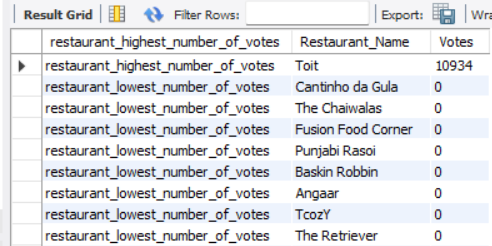 Result Grid Filter Rows: Export: Wra
restaurant_highest_number_of_votes Restaurant_Name Votes
restaurant_highest_number_of_votes Toit 10934
restaurant_lowest_number_of_votes Cantinho da Gula 0
restaurant_lowest_number_of_votes The Chaiwalas 0
restaurant_lowest_number_of_votes Fusion Food Corner 0
restaurant_lowest_number_of_votes Punjabi Rasoi 0
restaurant_lowest_number_of_votes Baskin Robbin 0
restaurant_lowest_number_of_votes Angaar 0
restaurant_lowest_number_of_votes TcozY 0
restaurant_lowest_number_of_votes The Retriever 0